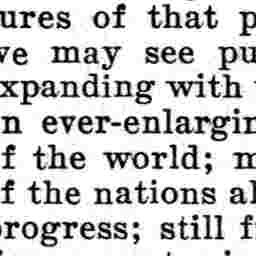 ures of that p
ve may see pu
xpanding with
n ever-enlargin
f the world; m
f the nations al
progress; still f